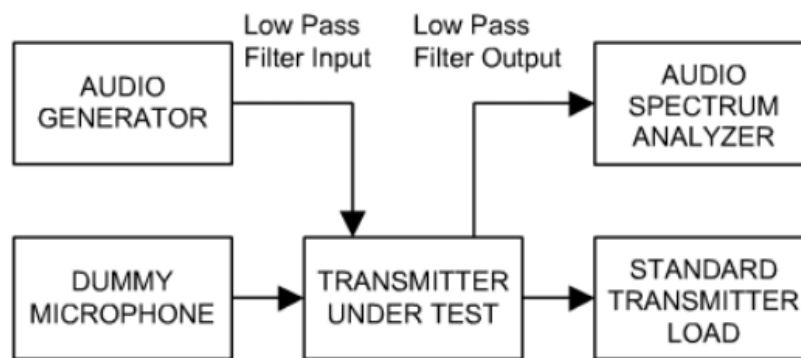 Low Pass
Filter Input
Low Pass
Filter Output
AUDIO
GENERATOR
AUDIO
SPECTRUM
ANALYZER
DUMMY
MICROPHONE
TRANSMITTER
UNDER TEST
STANDARD
TRANSMITTER
LOAD